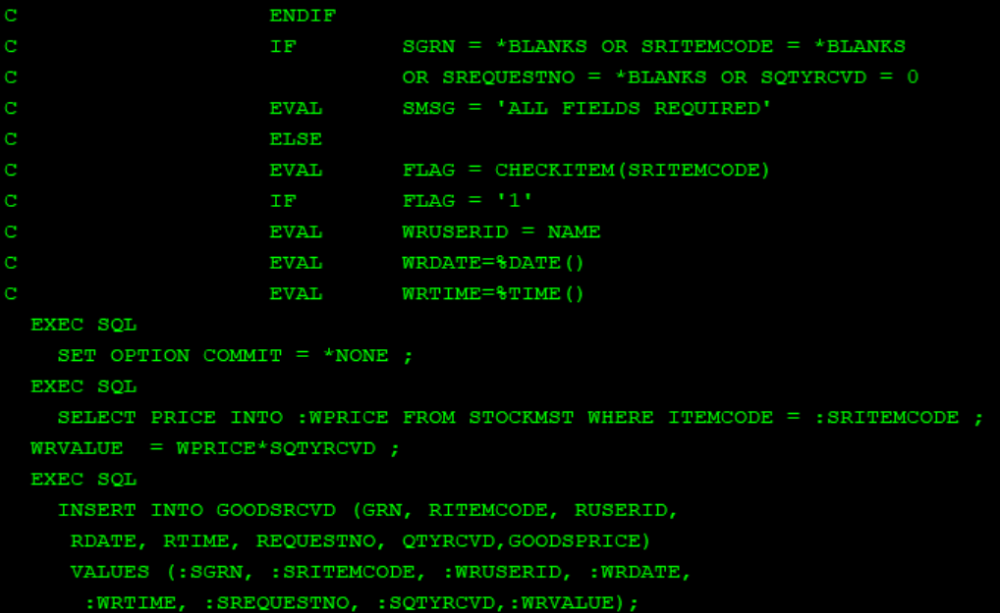 C                   ENDIF
C                   IF        SGRN = *BLANKS OR SRITEMCODE = *BLANKS
C                             OR SREQUESTNO = *BLANKS OR SQTYRCVD = 0
C                   EVAL      SMSG = 'ALL FIELDS REQUIRED'
C                   ELSE
C                   EVAL      FLAG = CHECKITEM(SRITEMCODE)
C                   IF        FLAG = '1'
C                   EVAL      WRUSERID = NAME
C                   EVAL      WRDATE=%DATE()
C                   EVAL      WRTIME=%TIME()
  EXEC SQL
    SET OPTION COMMIT = *NONE ;
  EXEC SQL
    SELECT PRICE INTO :WPRICE FROM STOCKMST WHERE ITEMCODE = :SRITEMCODE ;
  WRVALUE  = WPRICE*SQTYRCVD ;
  EXEC SQL
    INSERT INTO GOODSRCVD (GRN, RITEMCODE, RUSERID,
     RDATE, RTIME, REQUESTNO, QTYRCVD,GOODSPRICE)
     VALUES (:SGRN, :SRITEMCODE, :WRUSERID, :WRDATE,
      :WRTIME, :SREQUESTNO, :SQTYRCVD,:WRVALUE);